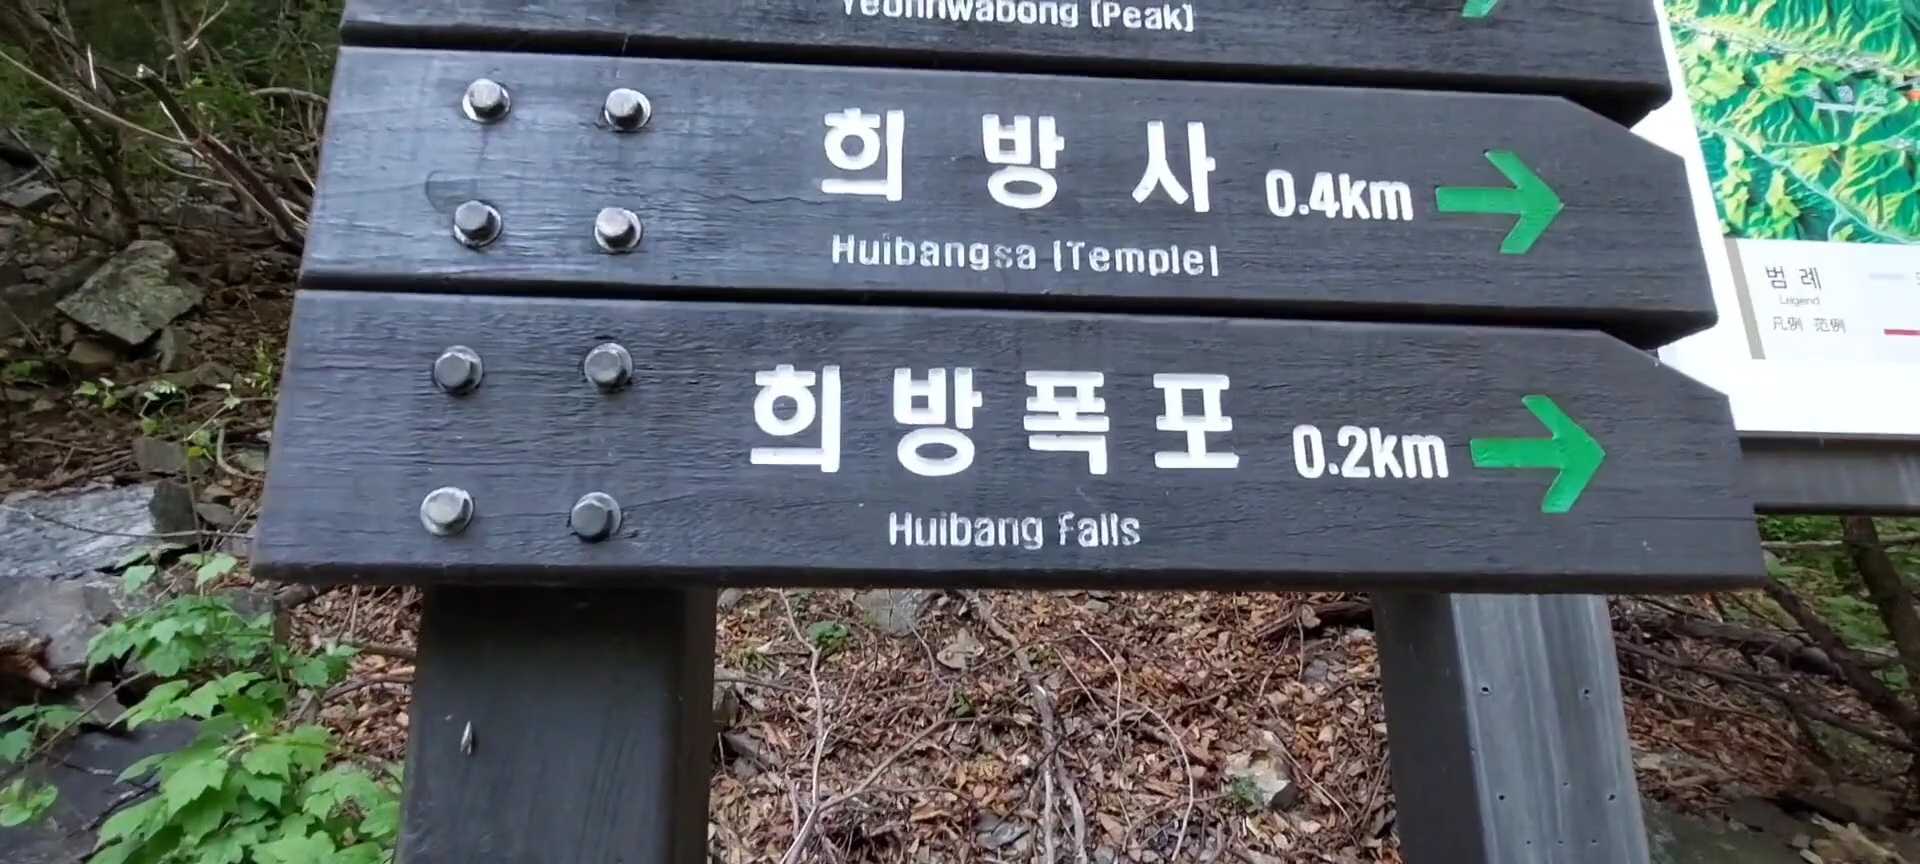 Yeonhwabong [Peak]
희방사 0.4km
Huibangsa [Temple]
희방폭포 0.2km
Huibang Falls
범 례
Legend
凡例 范例